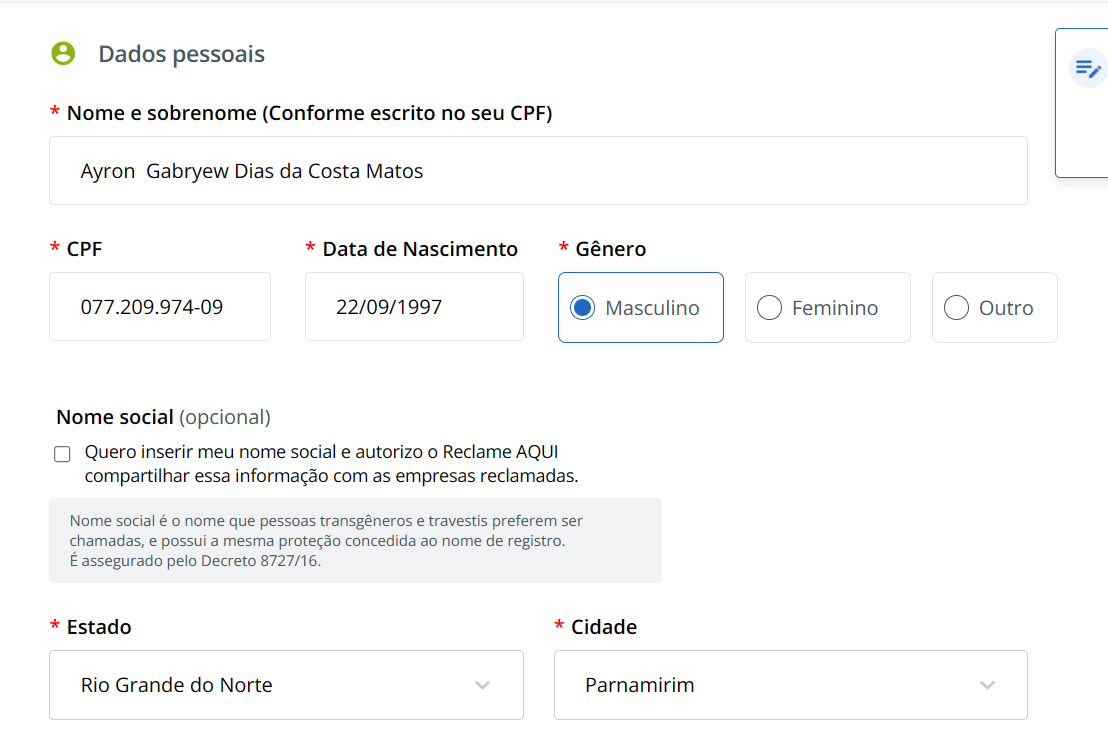 Dados pessoais
* Nome e sobrenome (Conforme escrito no seu CPF)
Ayron  Gabryew Dias da Costa Matos
* CPF
* Data de Nascimento
* Gênero
077.209.974-09
22/09/1997
Masculino
Feminino
Outro
Nome social (opcional)
Quero inserir meu nome social e autorizo o Reclame AQUI
compartilhar essa informação com as empresas reclamadas.
Nome social é o nome que pessoas transgêneros e travestis preferem ser
chamadas, e possui a mesma proteção concedida ao nome de registro.
É assegurado pelo Decreto 8727/16.
* Estado
* Cidade
Rio Grande do Norte
Parnamirim